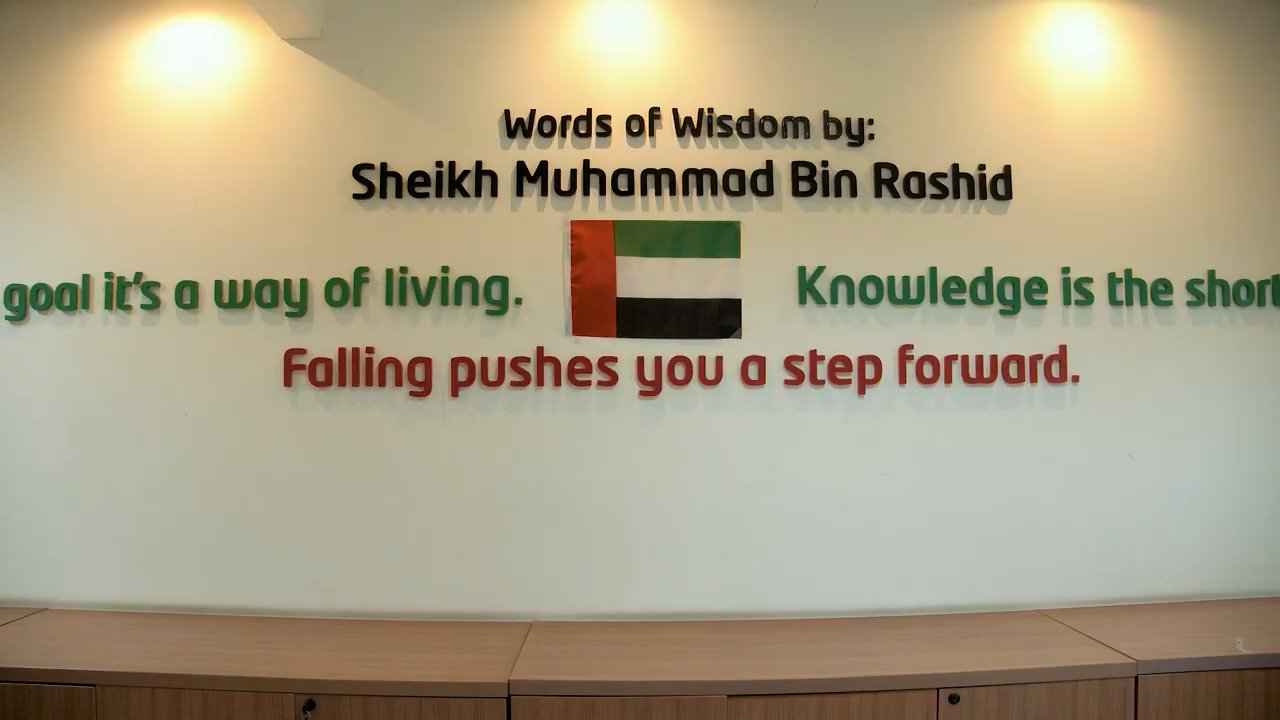 Words of Wisdom by:
Sheikh Muhammad Bin Rashid
goal it's a way of living.
Knowledge is the short
Falling pushes you a step forward.